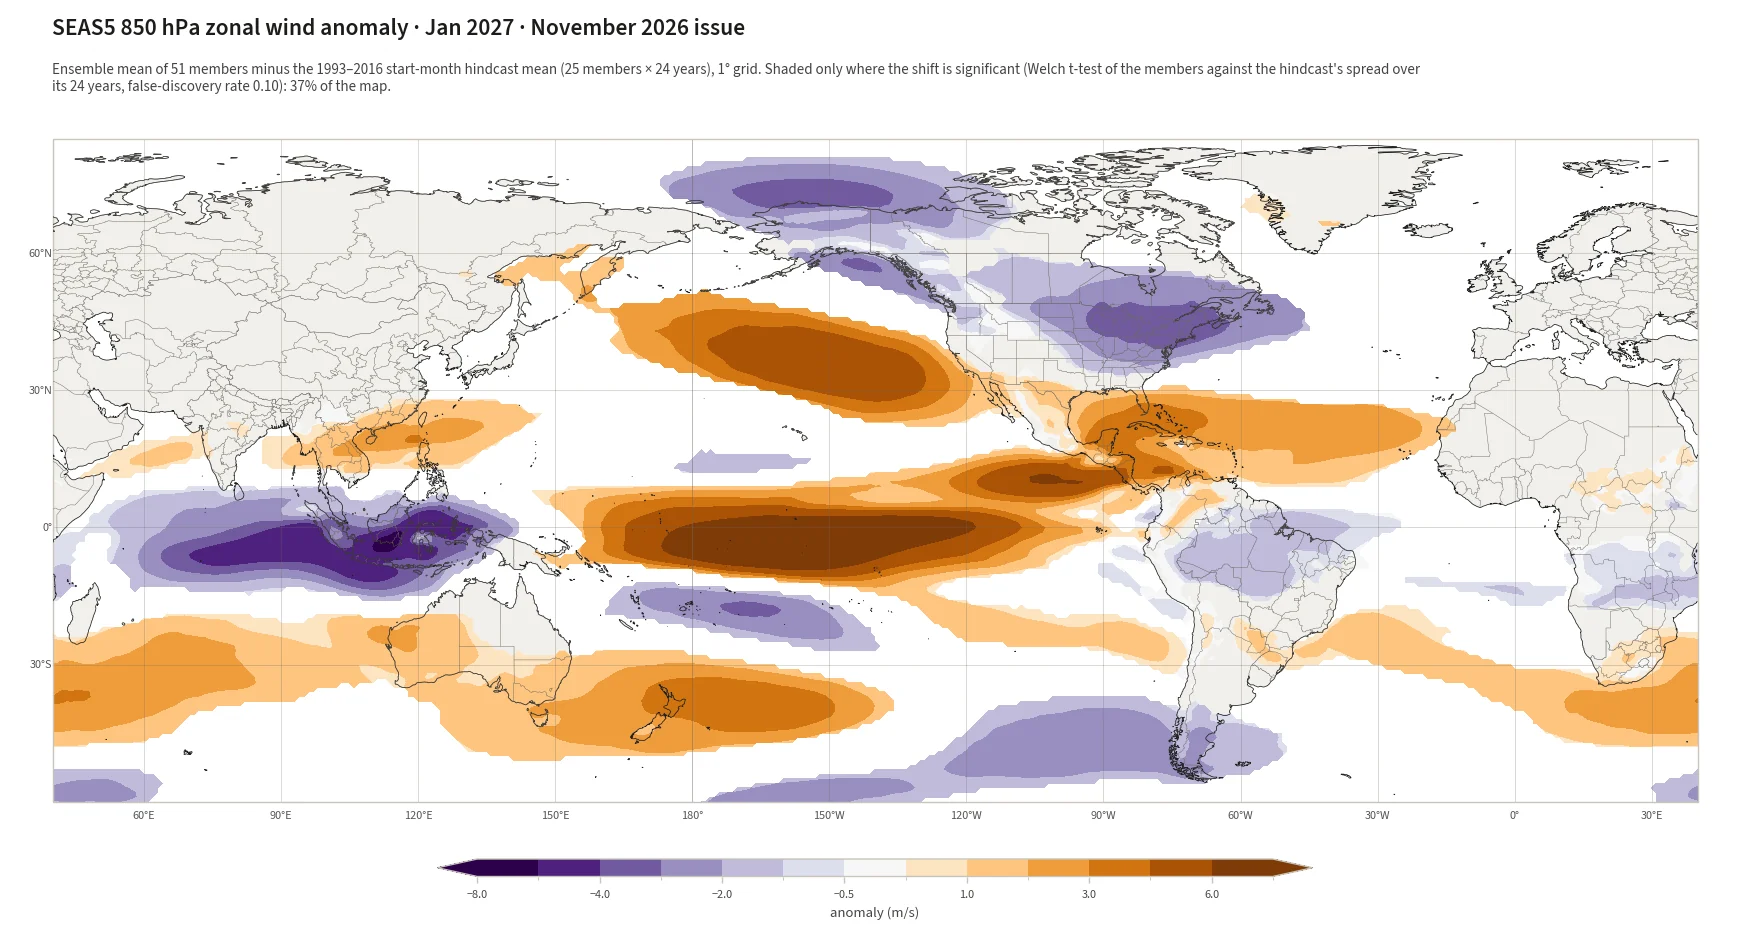 SEAS5 850 hPa zonal wind anomaly · Jan 2027 · November 2026 issue
Ensemble mean of 51 members minus the 1993–2016 start-month hindcast mean (25 members × 24 years), 1° grid. Shaded only where the shift is significant (Welch t-test of the members against the hindcast's spread over
its 24 years, false-discovery rate 0.10): 37% of the map.
60°N
30°N
0°
30°S
60°E
90°E
120°E
150°E
180°
150°W
120°W
90°W
60°W
30°W
0°
30°E
−8.0
−4.0
−2.0
−0.5
1.0
3.0
6.0
anomaly (m/s)